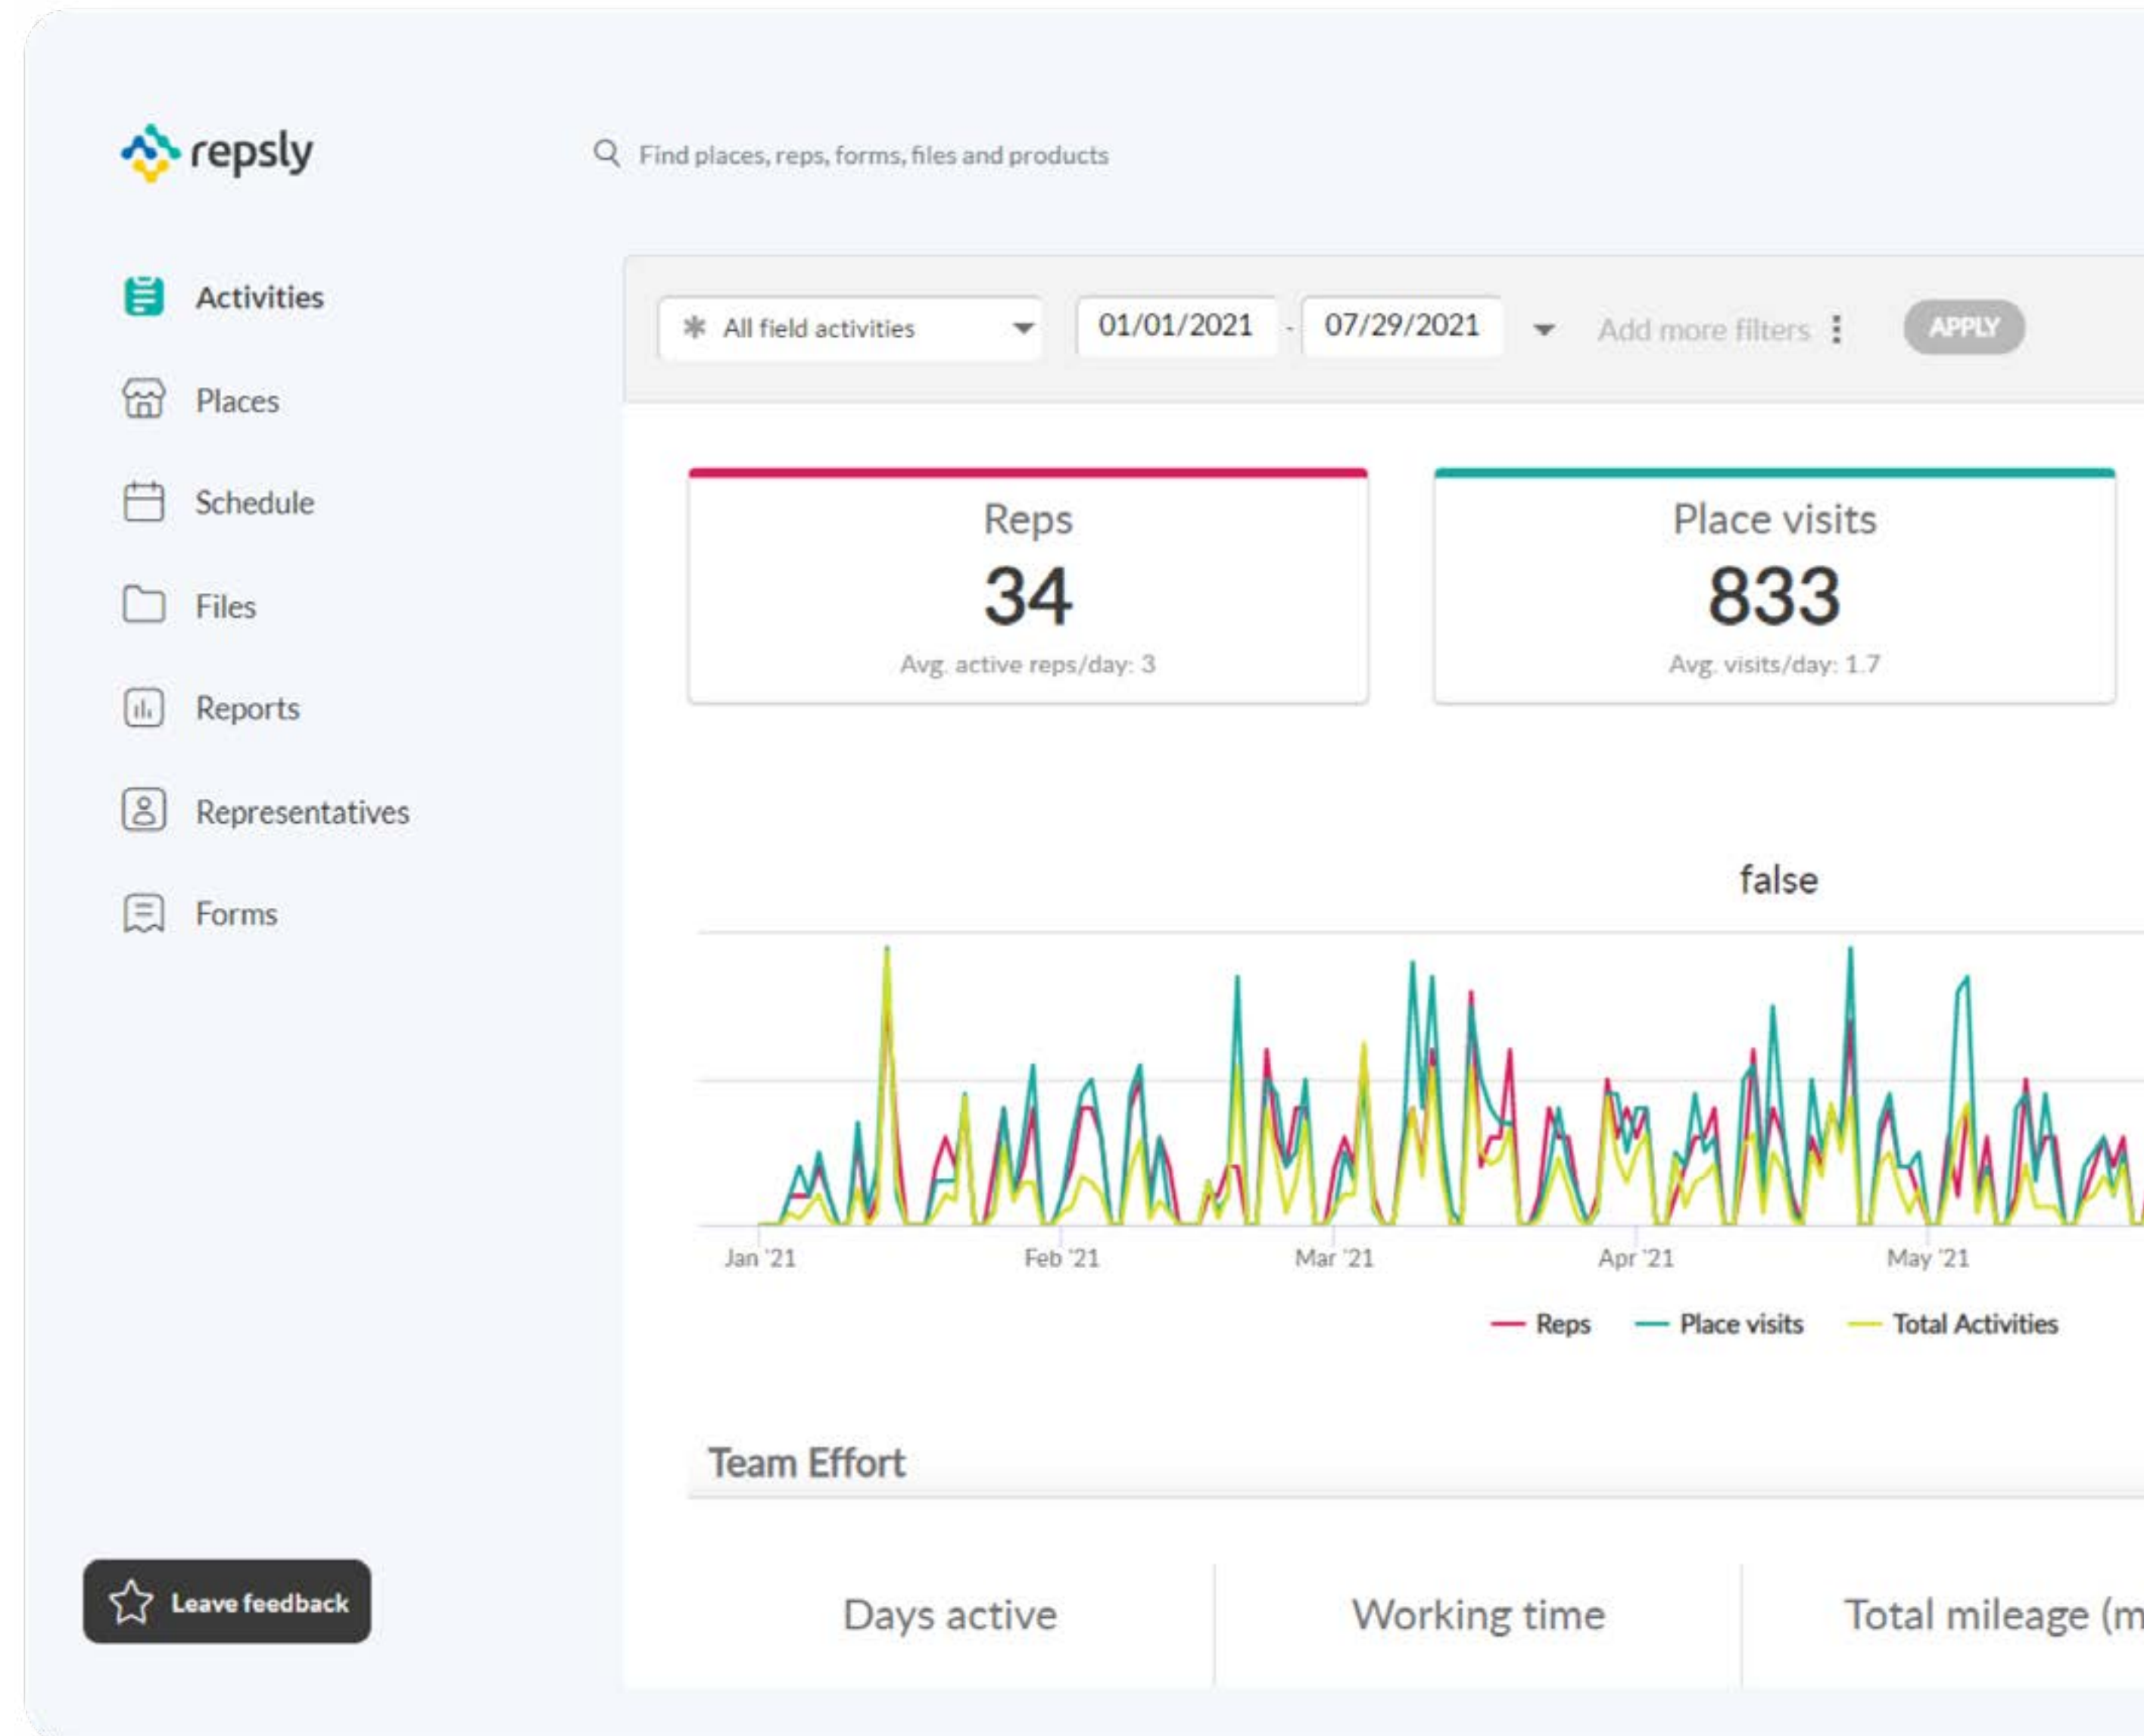 repsly
Find places, reps, forms, files and products
Activities
Places
Schedule
Files
Reports
Representatives
Forms
Leave feedback
All field activities
01/01/2021 - 07/29/2021
Add more filters
APPLY
Reps
34
Avg. active reps/day: 3
Place visits
833
Avg. visits/day: 1.7
false
Jan '21 Feb '21 Mar '21 Apr '21 May '21
Reps Place visits Total Activities
Team Effort
Days active Working time Total mileage (m